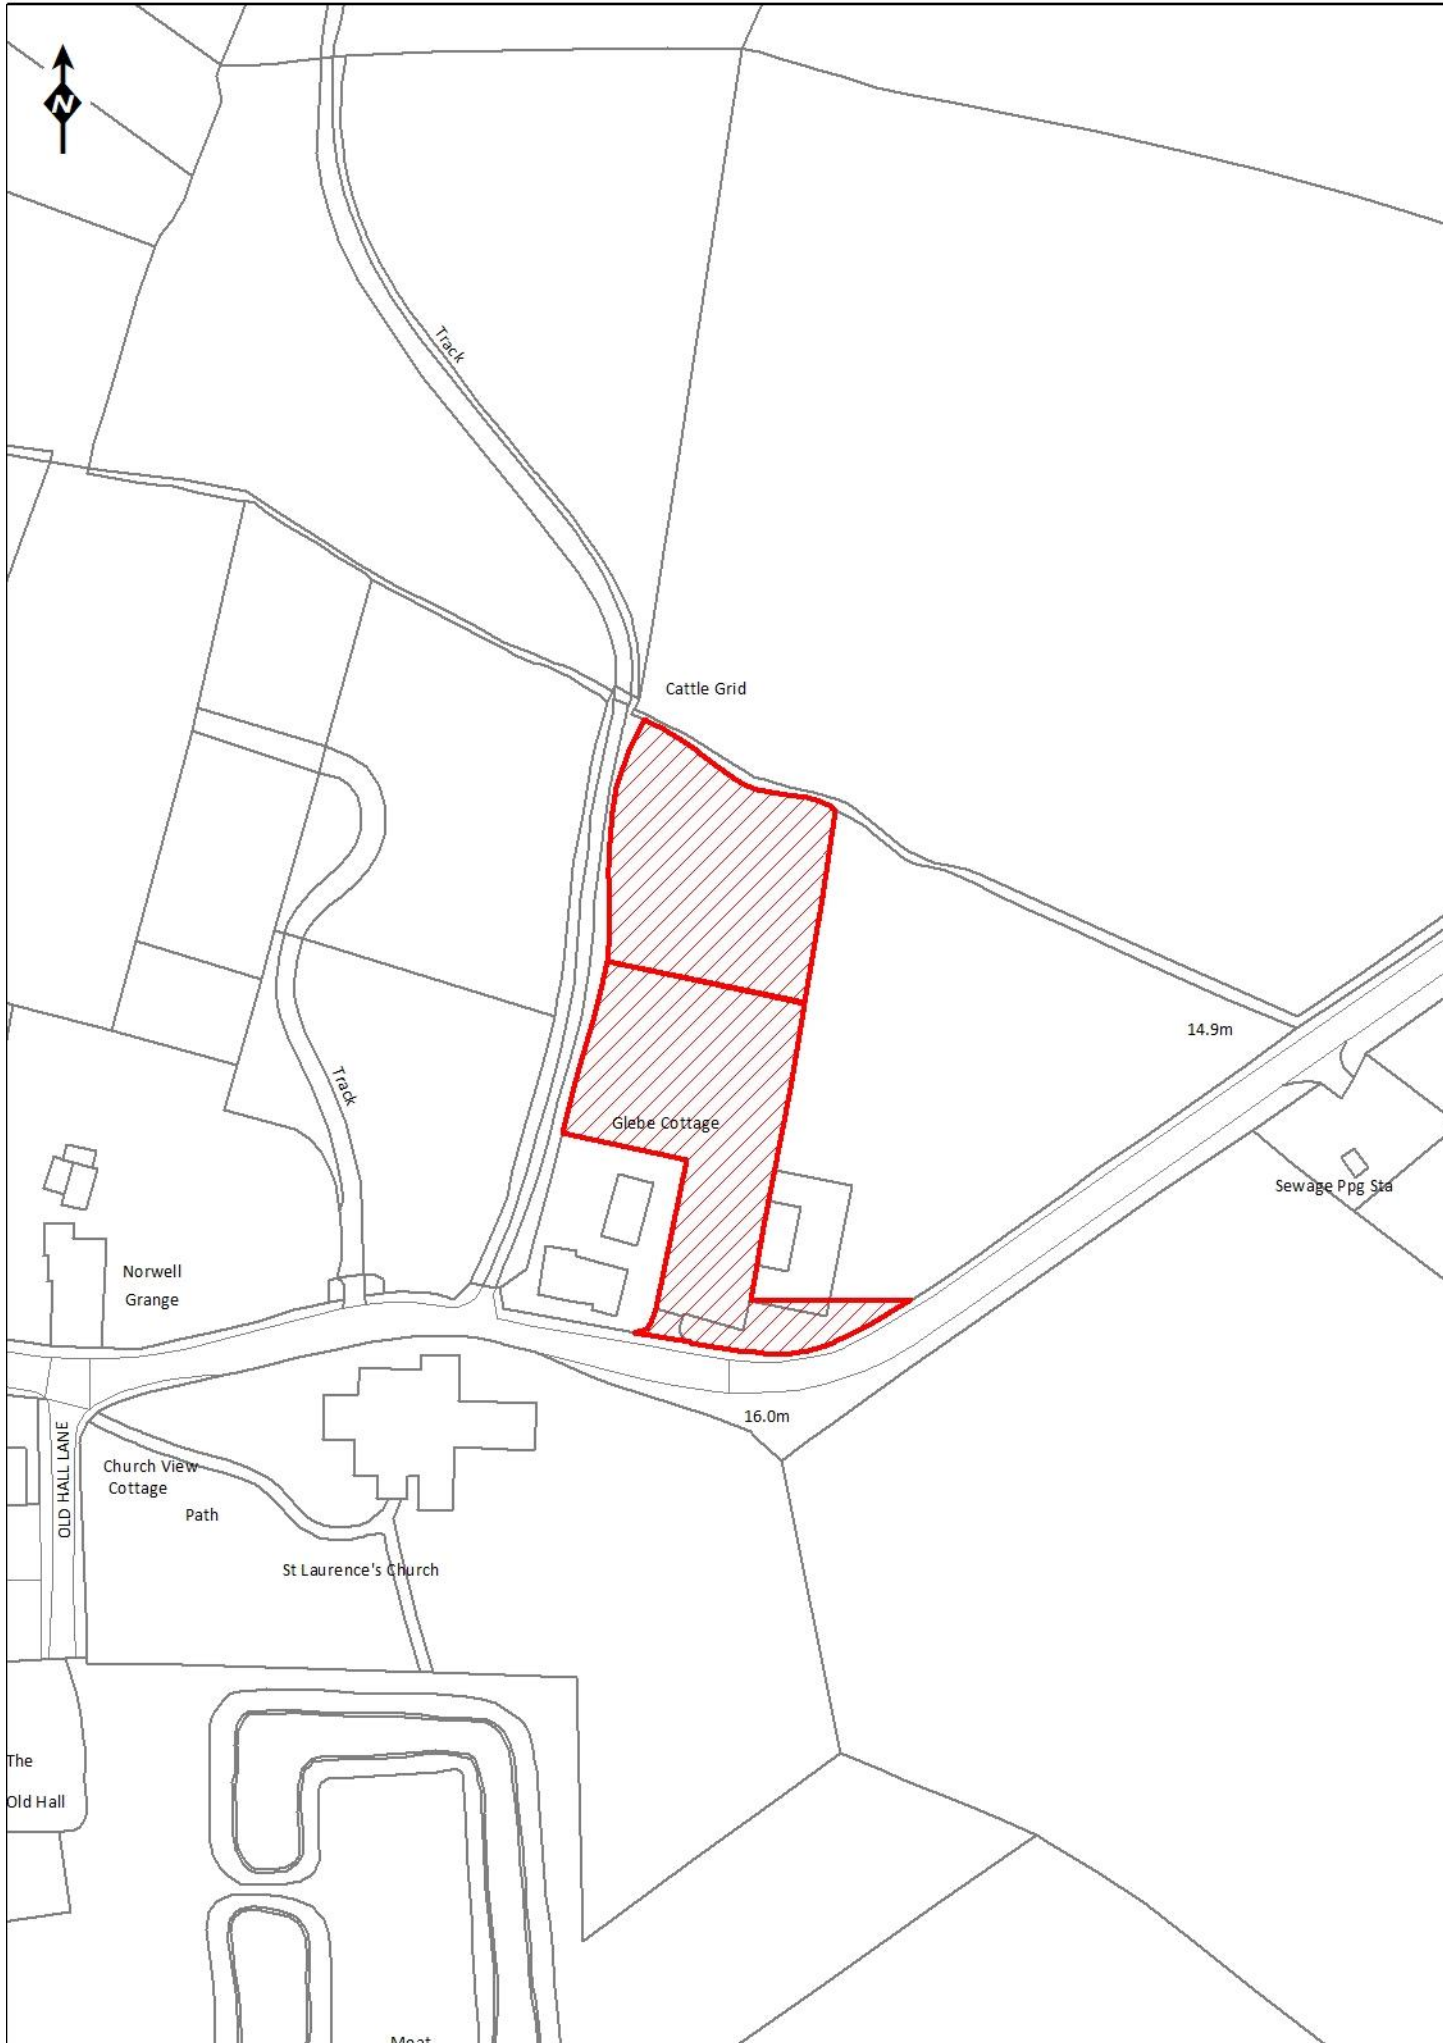 N
Track
Cattle Grid
14.9m
Track
Glebe Cottage
Sewage Ppg Sta
Norwell
Grange
16.0m
OLD HALL LANE
Church View
Cottage
Path
St Laurence's Church
The
Old Hall
Moat